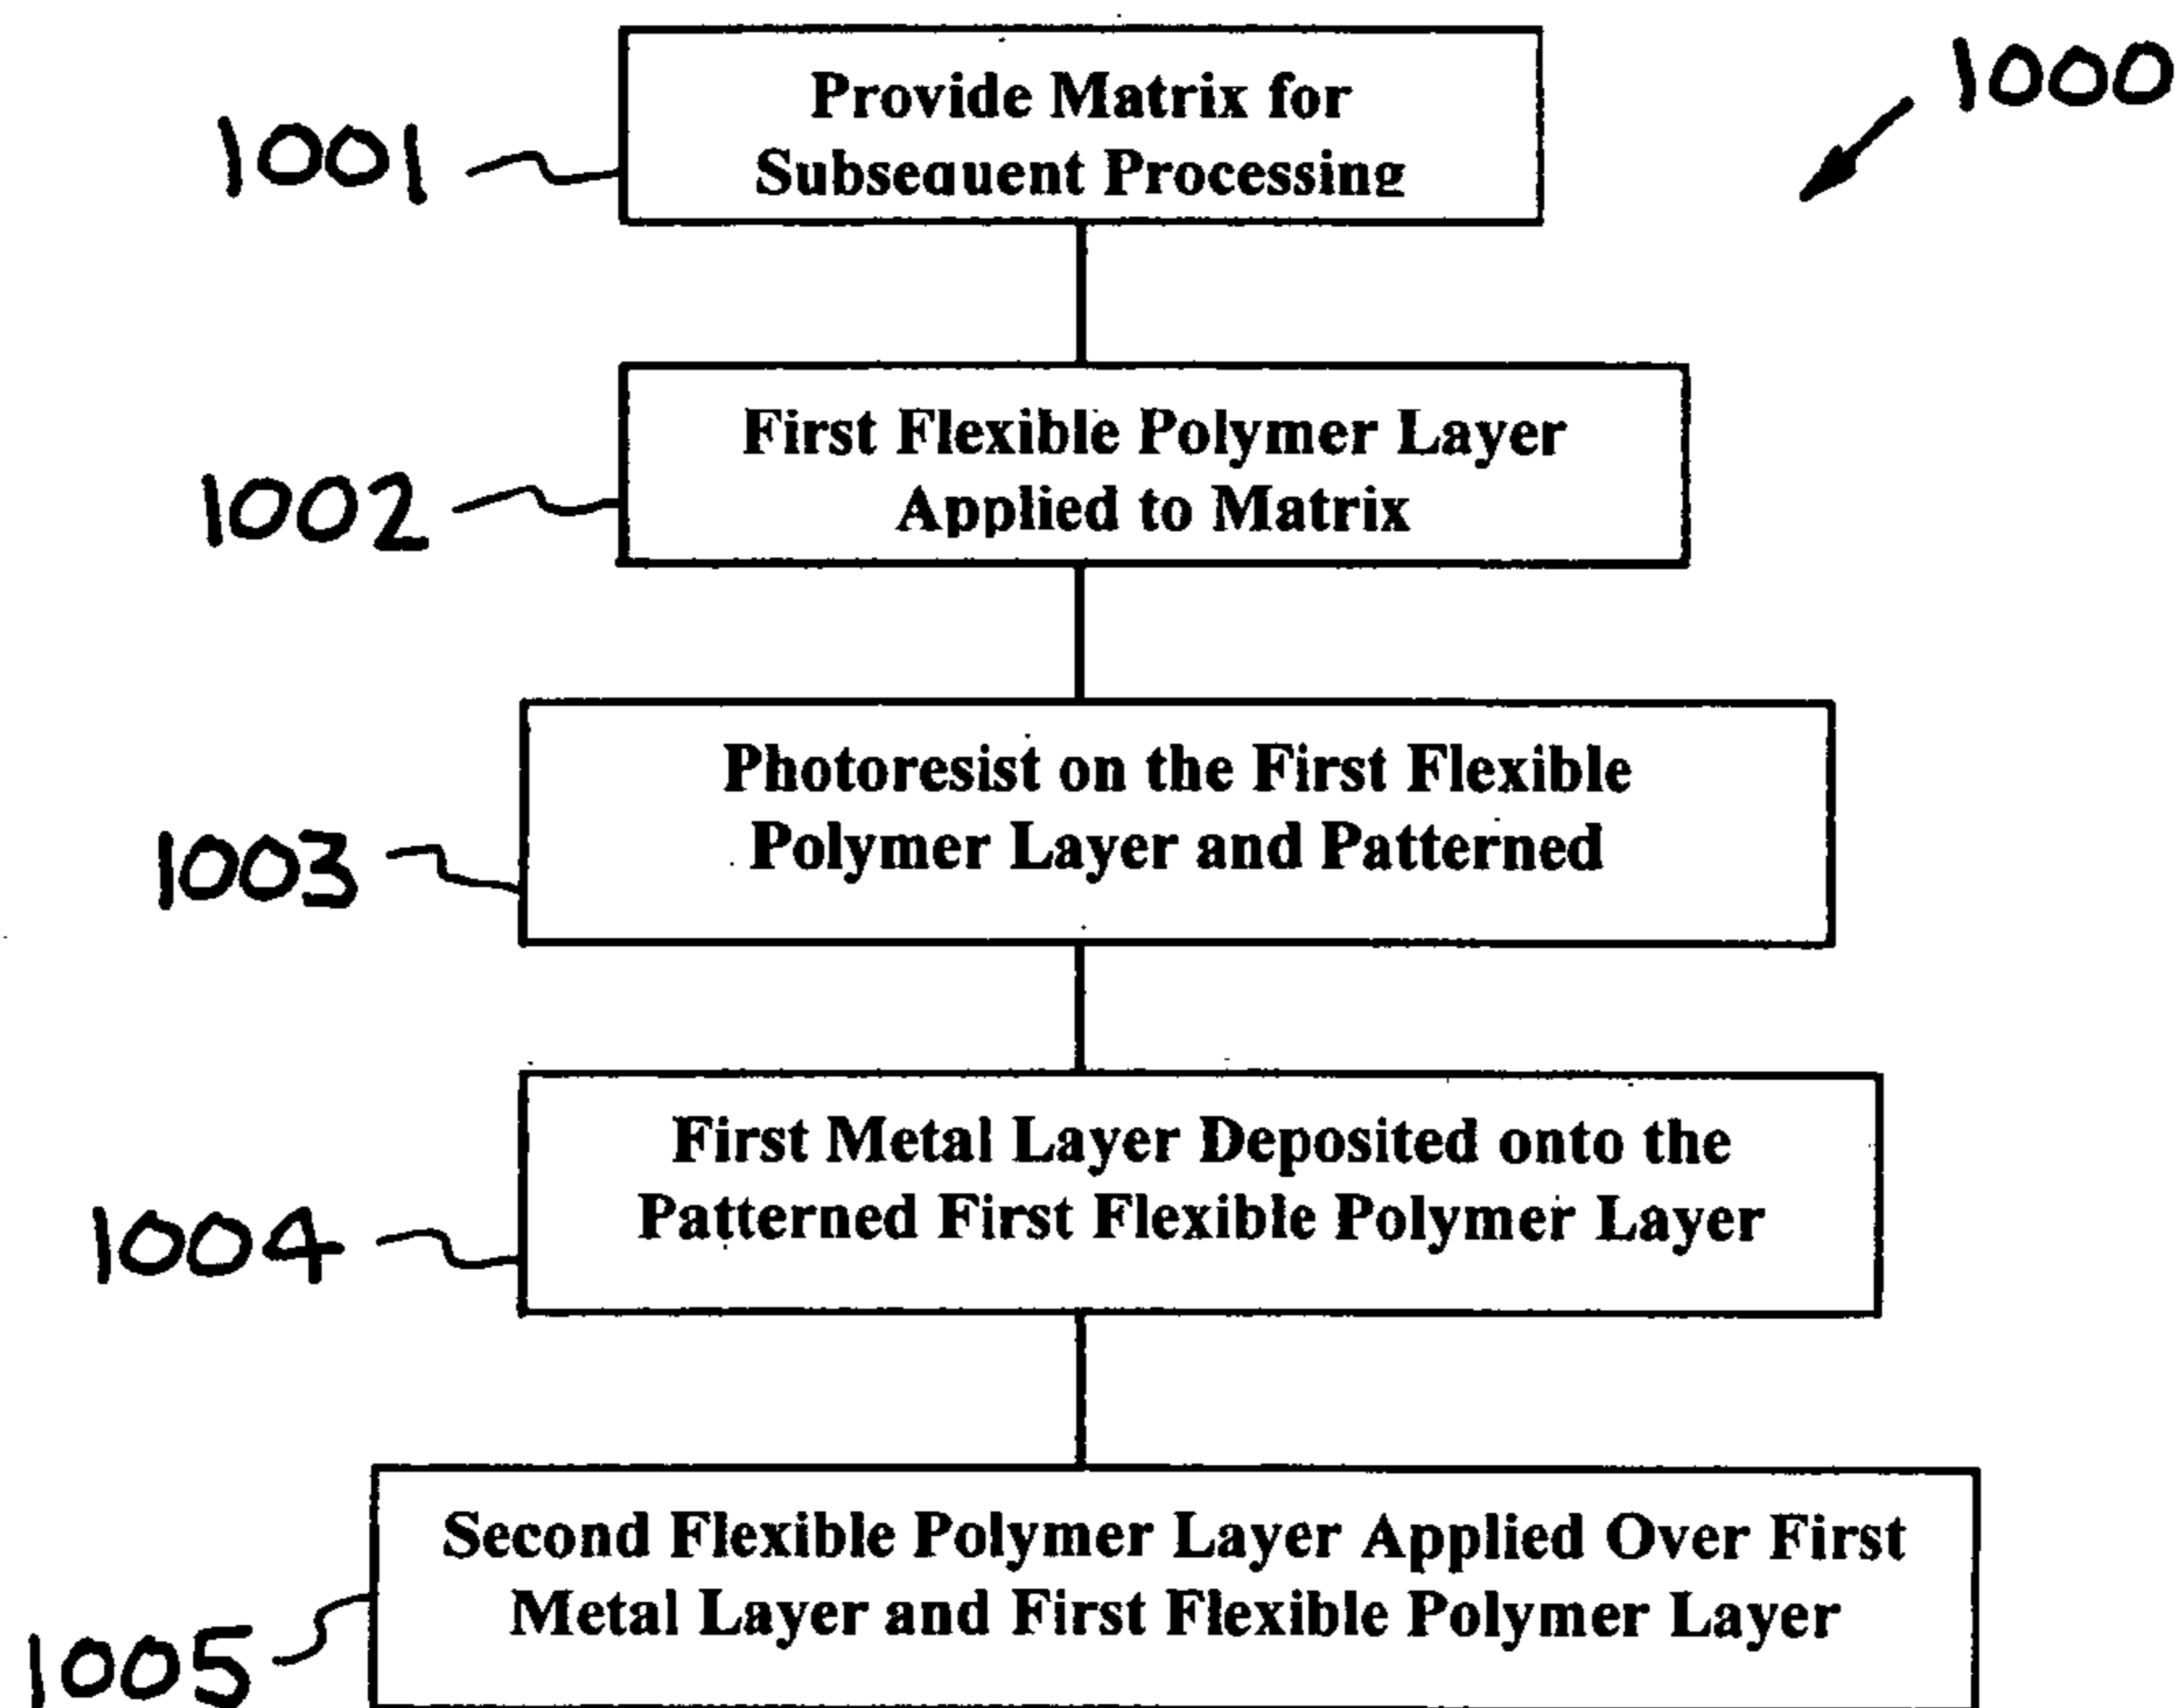 1000
Provide Matrix for
Subsequent Processing
1001
First Flexible Polymer Layer
Applied to Matrix
1002
Photoresist on the First Flexible
Polymer Layer and Patterned
1003
First Metal Layer Deposited onto the
Patterned First Flexible Polymer Layer
1004
Second Flexible Polymer Layer Applied Over First
Metal Layer and First Flexible Polymer Layer
1005